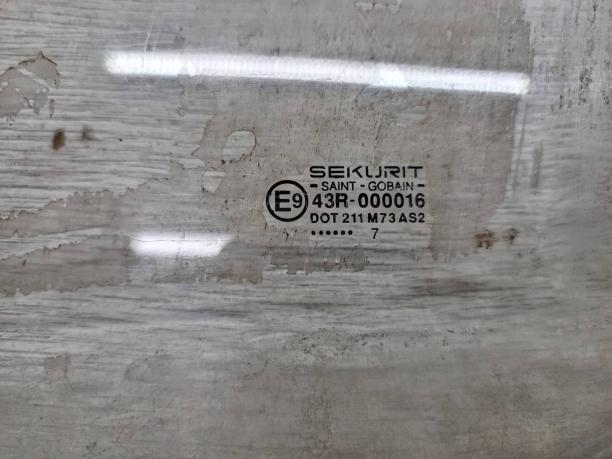 SEKURIT
- SAINT - GOBAIN -
E9 43R-000016
DOT 211 M73 AS2
...... 7